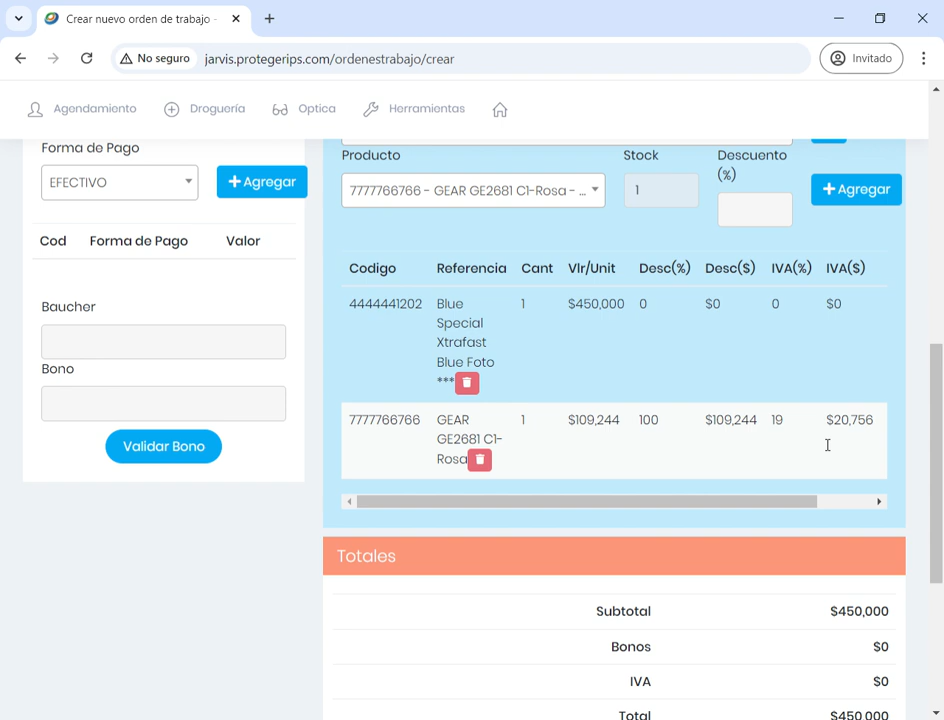 Crear nuevo orden de trabajo -
No seguro
jarvis.protegerips.com/ordenestrabajo/crear
Invitado
Agendamiento
Droguería
Optica
Herramientas
Forma de Pago
EFECTIVO
Agregar
Cod Forma de Pago Valor
Baucher
Bono
Validar Bono
Producto
Stock
Descuento
(%)
7777766766 - GEAR GE2681 C1-Rosa - ...
1
Agregar
Codigo Referencia Cant Vlr/Unit Desc(%) Desc($) IVA(%) IVA($)
4444441202 Blue 1 $450,000 0 $0 0 $0
Special
Xtrafast
Blue Foto
***
7777766766 GEAR 1 $109,244 100 $109,244 19 $20,756
GE2681 C1-
Rosa
Totales
Subtotal $450,000
Bonos $0
IVA $0
Total $450,000